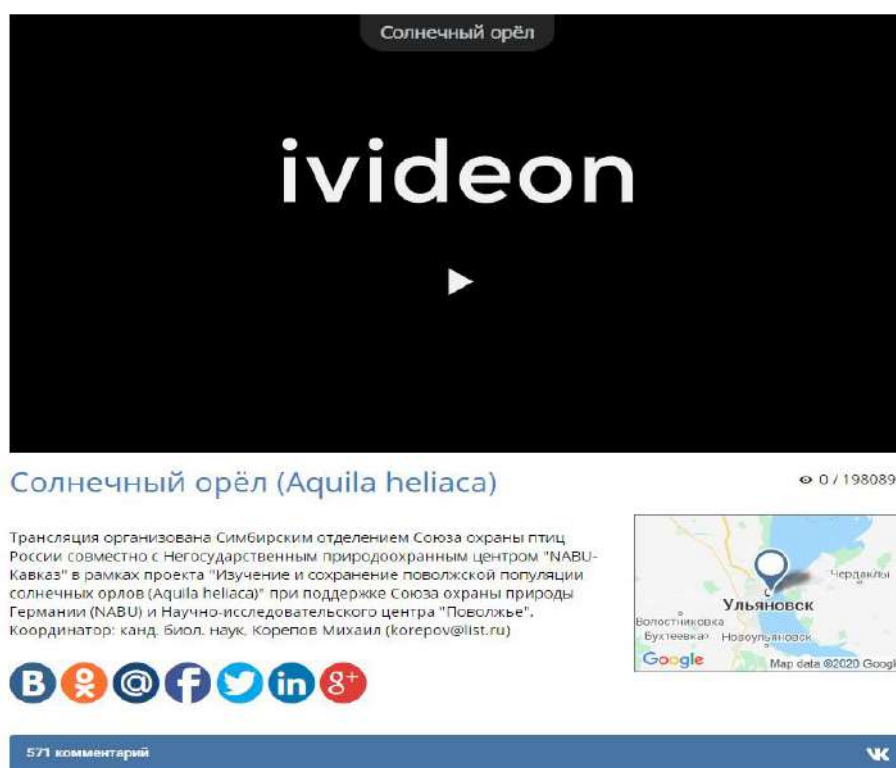 Солнечный орёл
ivideon
Солнечный орёл (Aquila heliaca)
0 / 198089
Трансляция организована Симбирским отделением Союза охраны птиц
России совместно с Негосударственным природоохранным центром "NABU-
Кавказ" в рамках проекта "Изучение и сохранение поволжской популяции
солнечных орлов (Aquila heliaca)" при поддержке Союза охраны природы
Германии (NABU) и Научно-исследовательского центра "Поволжье".
Координатор: канд. биол. наук, Корепов Михаил (korepov@list.ru)
Чердаклы
Ульяновск
Волостниковка
Бухтеевка
Новоульяновск
Google
Map data ©2020 Googl
B @ f in 8+
571 комментарий